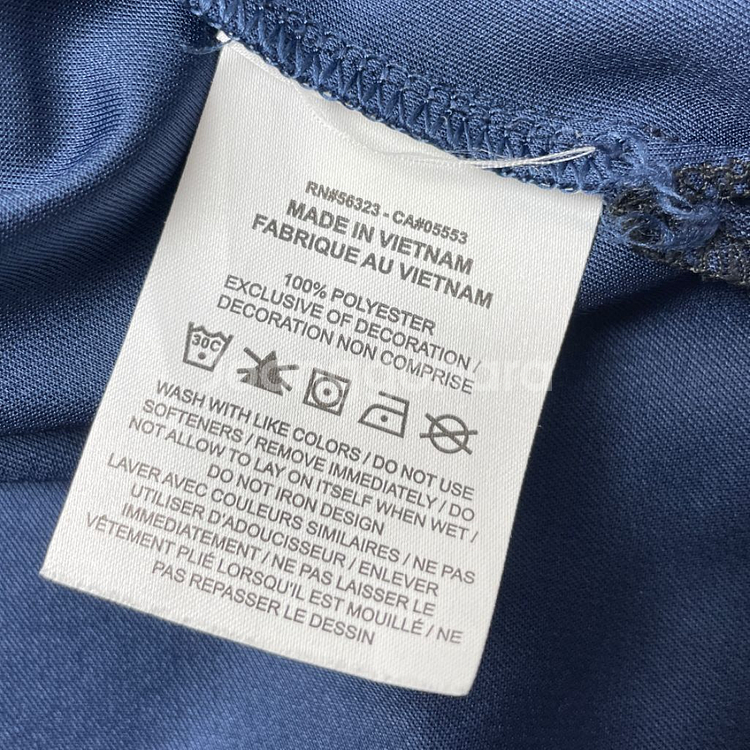 RN#56323 - CA#05553
MADE IN VIETNAM
FABRIQUE AU VIETNAM
100% POLYESTER
EXCLUSIVE OF DECORATION /
DECORATION NON COMPRISE
30C
WASH WITH LIKE COLORS / DO NOT USE
SOFTENERS / REMOVE IMMEDIATELY / DO
NOT ALLOW TO LAY ON ITSELF WHEN WET /
DO NOT IRON DESIGN
LAVER AVEC COULEURS SIMILAIRES / NE PAS
UTILISER D'ADOUCISSEUR / ENLEVER
IMMEDIATEMENT / NE PAS LAISSER LE
VÊTEMENT PLIÉ LORSQU'IL EST MOUILLÉ / NE
PAS REPASSER LE DESSIN